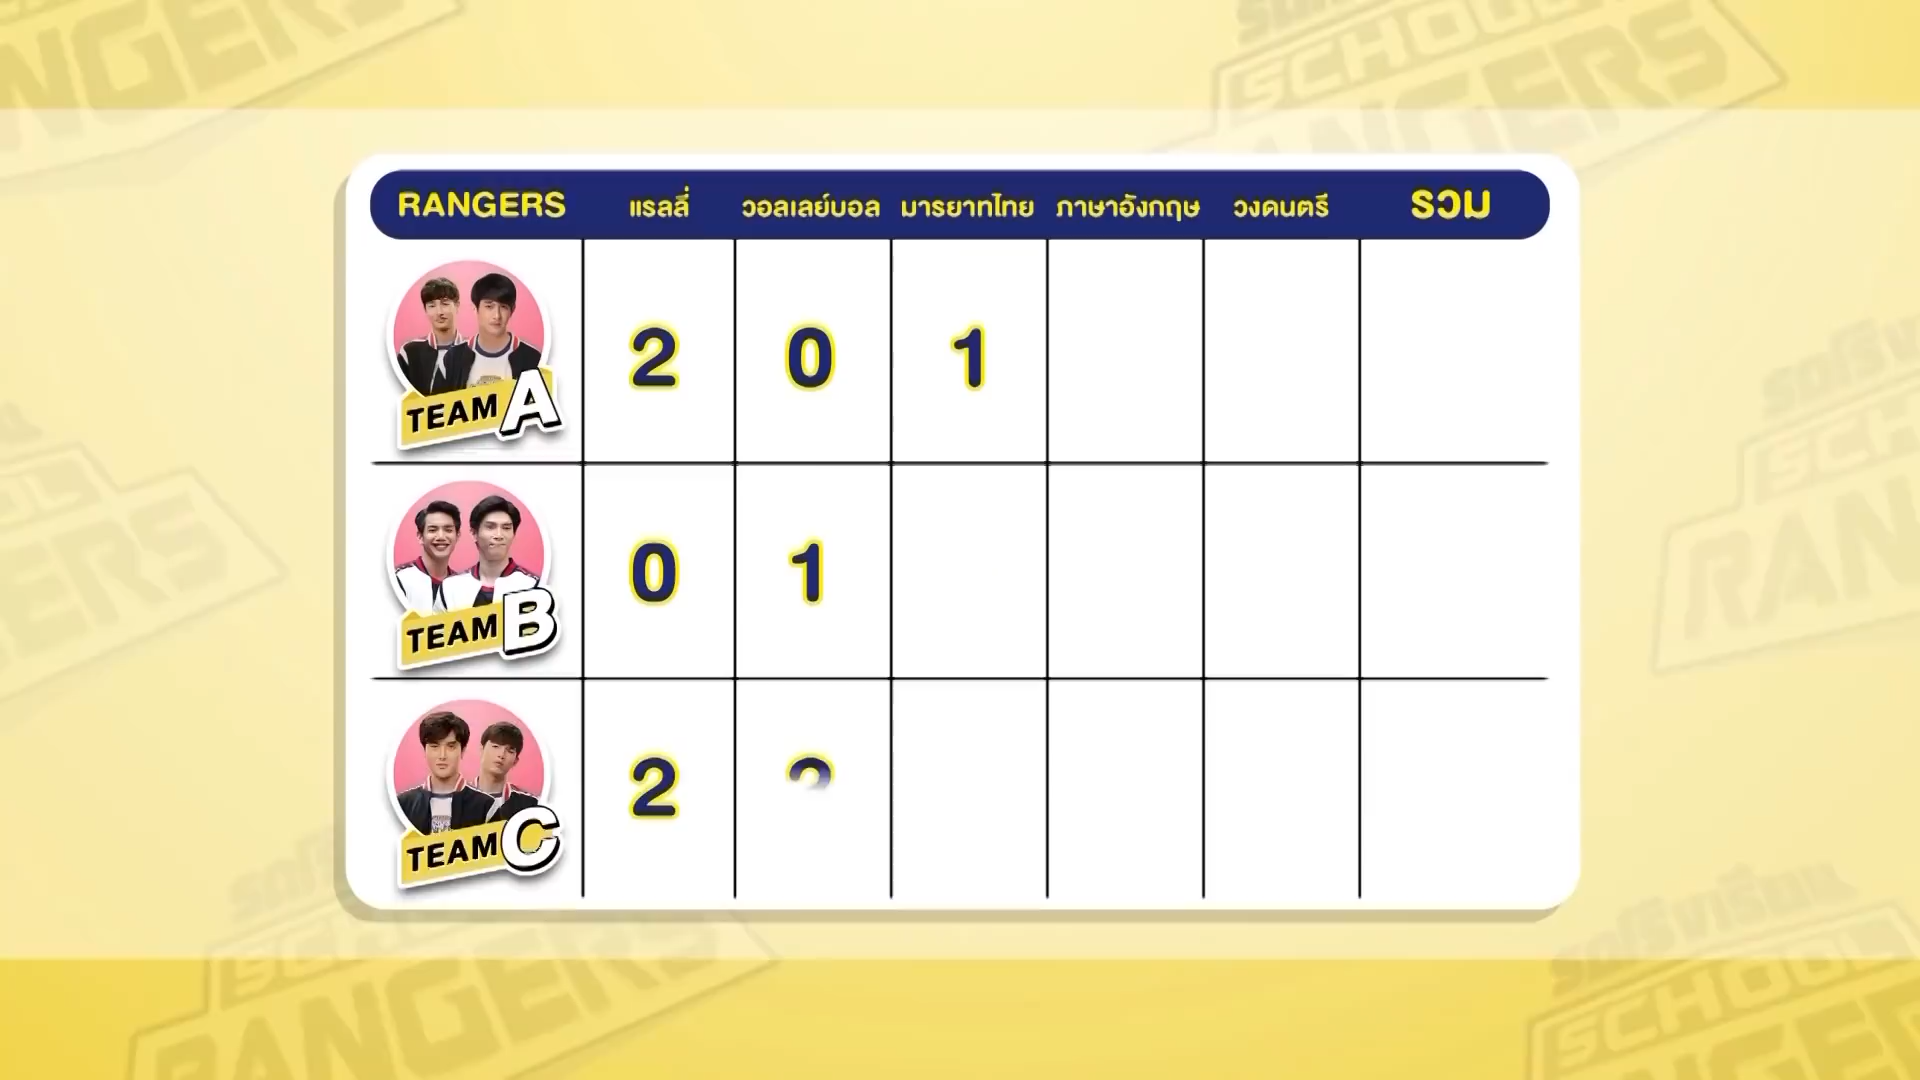 RANGERS แรลลี่ วอลเลย์บอล มารยาทไทย ภาษาอังกฤษ วงดนตรี รวม
TEAM A 2 0 1
TEAM B 0 1
TEAM C 2
SCHOOL
RANGERS